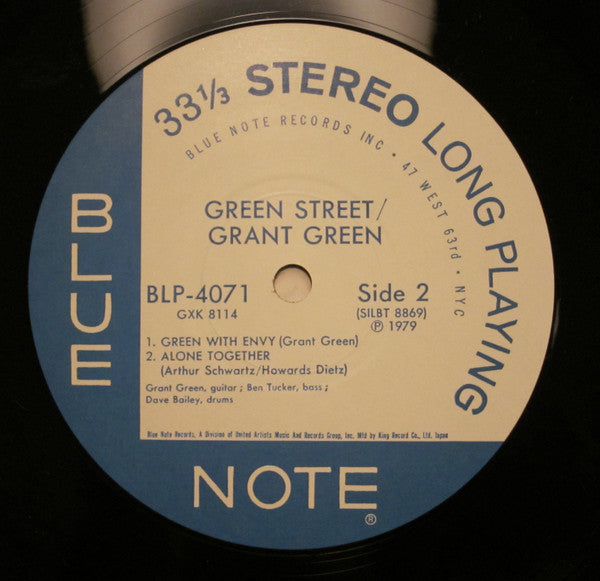 33⅓ STEREO LONG PLAYING
BLUE NOTE RECORDS INC • 47 WEST 63rd • NYC
BLUE
GREEN STREET/
GRANT GREEN
BLP-4071 Side 2
GXK 8114 (SILBT 8869)
Ⓟ 1979
1. GREEN WITH ENVY (Grant Green)
2. ALONE TOGETHER
(Arthur Schwartz/Howards Dietz)
Grant Green, guitar ; Ben Tucker, bass ;
Dave Bailey, drums
Blue Note Records, A Division of United Artists Music And Records Group, Inc. Mfd by King Record Co., Ltd. Japan
NOTE®